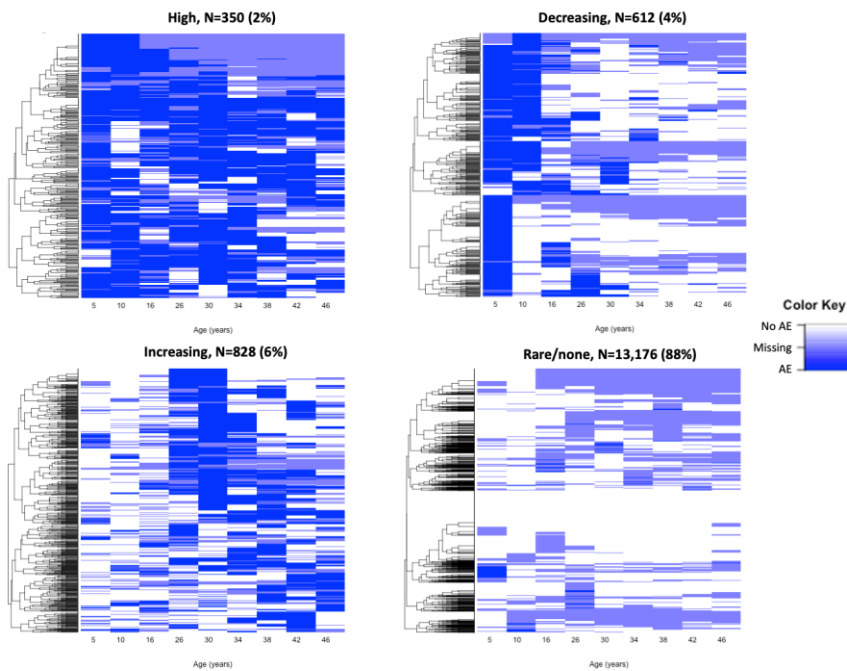 High, N=350 (2%)
5 10 16 26 30 34 38 42 46
Age (years)
Decreasing, N=612 (4%)
5 10 16 26 30 34 38 42 46
Age (years)
Color Key
No AE
Missing
AE
Increasing, N=828 (6%)
5 10 16 26 30 34 38 42 46
Age (years)
Rare/none, N=13,176 (88%)
5 10 16 26 30 34 38 42 46
Age (years)